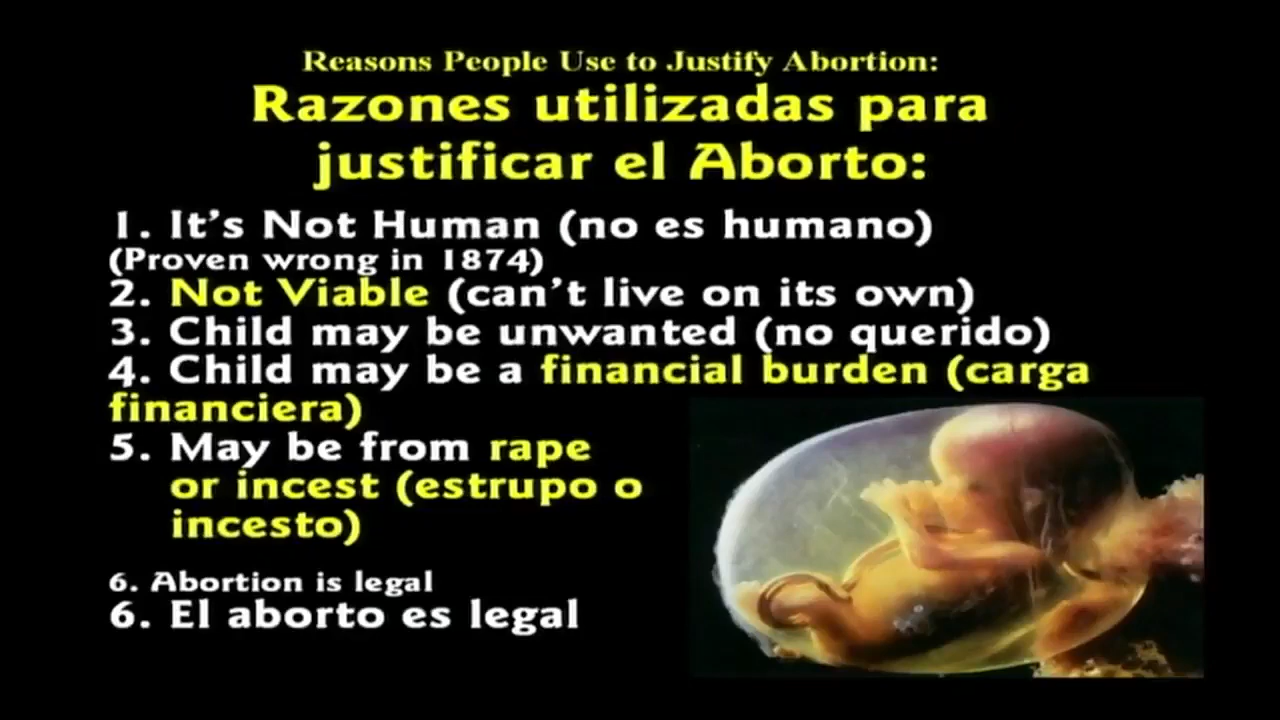 Reasons People Use to Justify Abortion:
Razones utilizadas para
justificar el Aborto:
1. It's Not Human (no es humano)
(Proven wrong in 1874)
2. Not Viable (can't live on its own)
3. Child may be unwanted (no querido)
4. Child may be a financial burden (carga
financiera)
5. May be from rape
or incest (estrupo o
incesto)
6. Abortion is legal
6. El aborto es legal